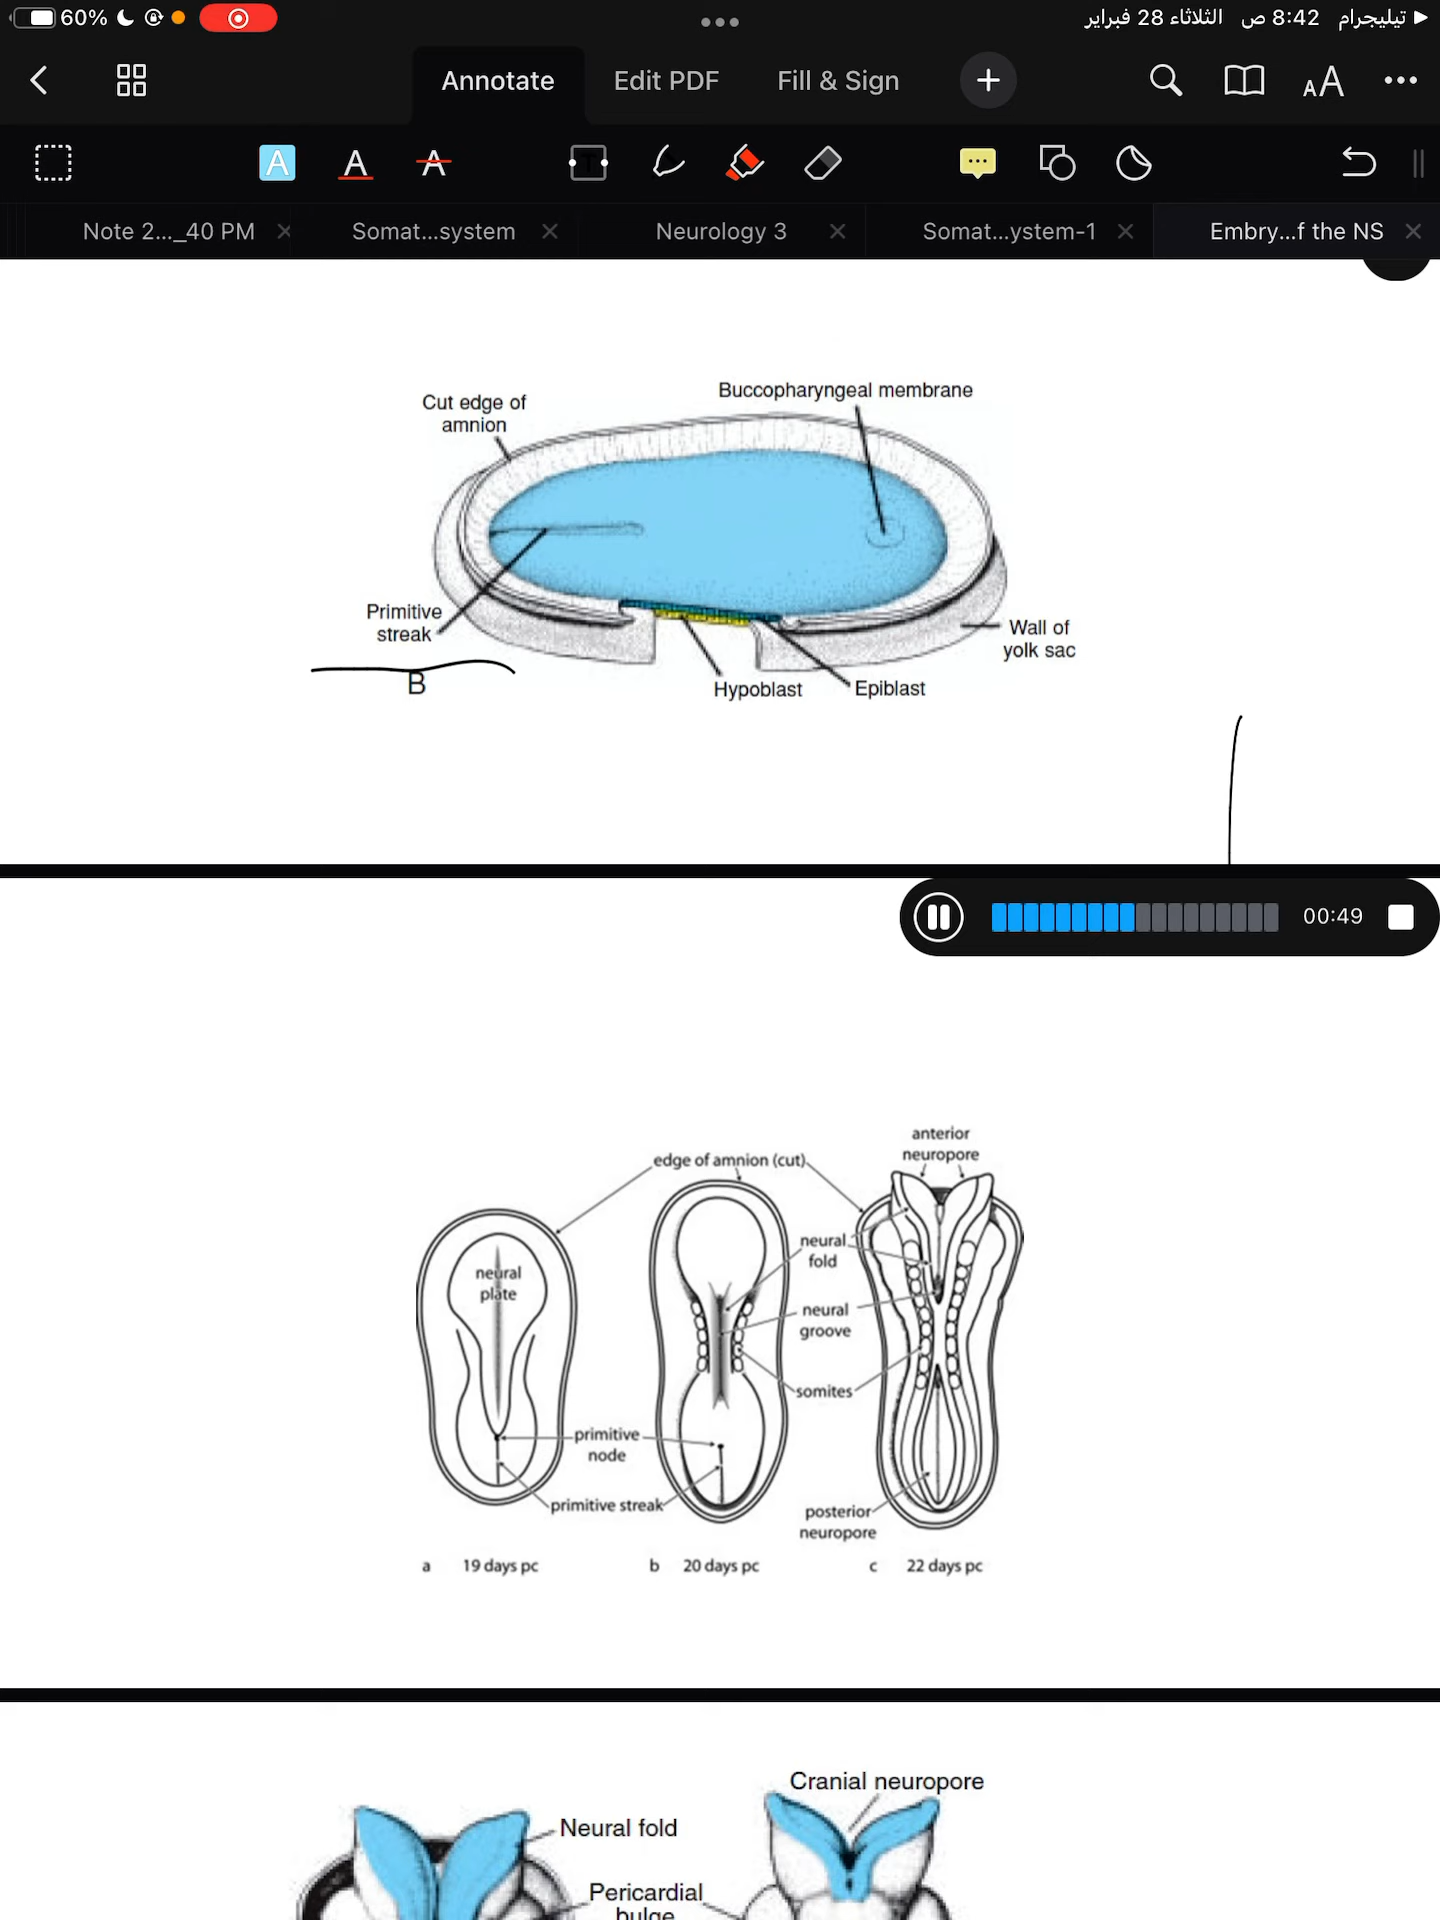 60%
الثلاثاء 28 فبراير 8:42 ص تيليجرام
Annotate Edit PDF Fill & Sign
AA
A A A T
Note 2..._40 PM Somat...system Neurology 3 Somat...ystem-1 Embry...f the NS
Buccopharyngeal membrane
Cut edge of
amnion
Primitive
streak
Wall of
yolk sac
B
Hypoblast
Epiblast
00:49
anterior
neuropore
edge of amnion (cut)
neural
fold
neural
plate
neural
groove
somites
primitive
node
primitive streak
posterior
neuropore
a 19 days pc b 20 days pc c 22 days pc
Cranial neuropore
Neural fold
Pericardial
bulge